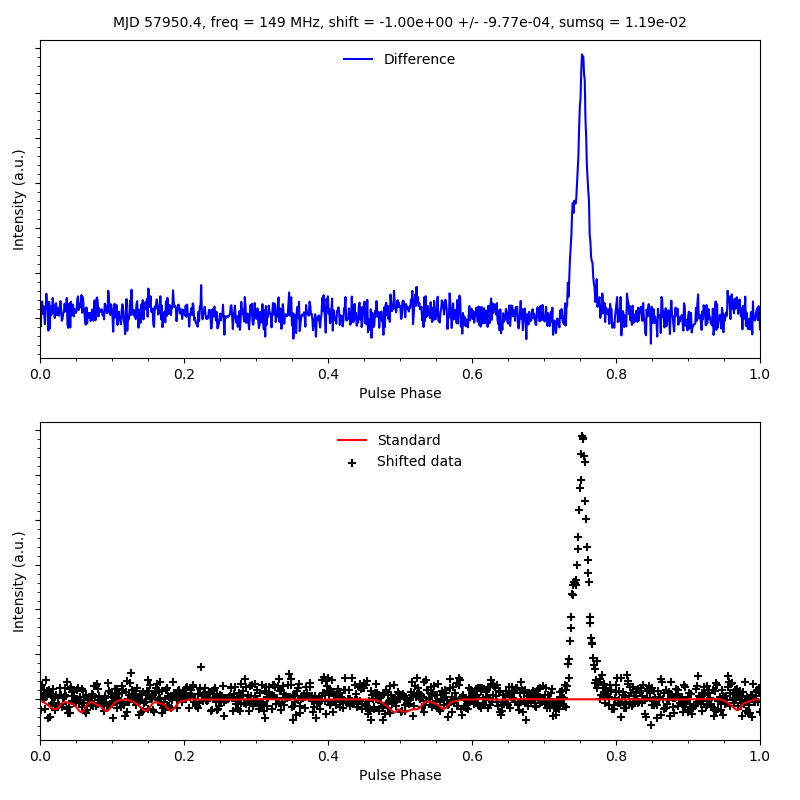 MJD 57950.4, freq = 149 MHz, shift = -1.00e+00 +/- -9.77e-04, sumsq = 1.19e-02
Difference
Intensity (a.u.)
0.0 0.2 0.4 0.6 0.8 1.0
Pulse Phase
Standard
Shifted data
Intensity (a.u.)
0.0 0.2 0.4 0.6 0.8 1.0
Pulse Phase